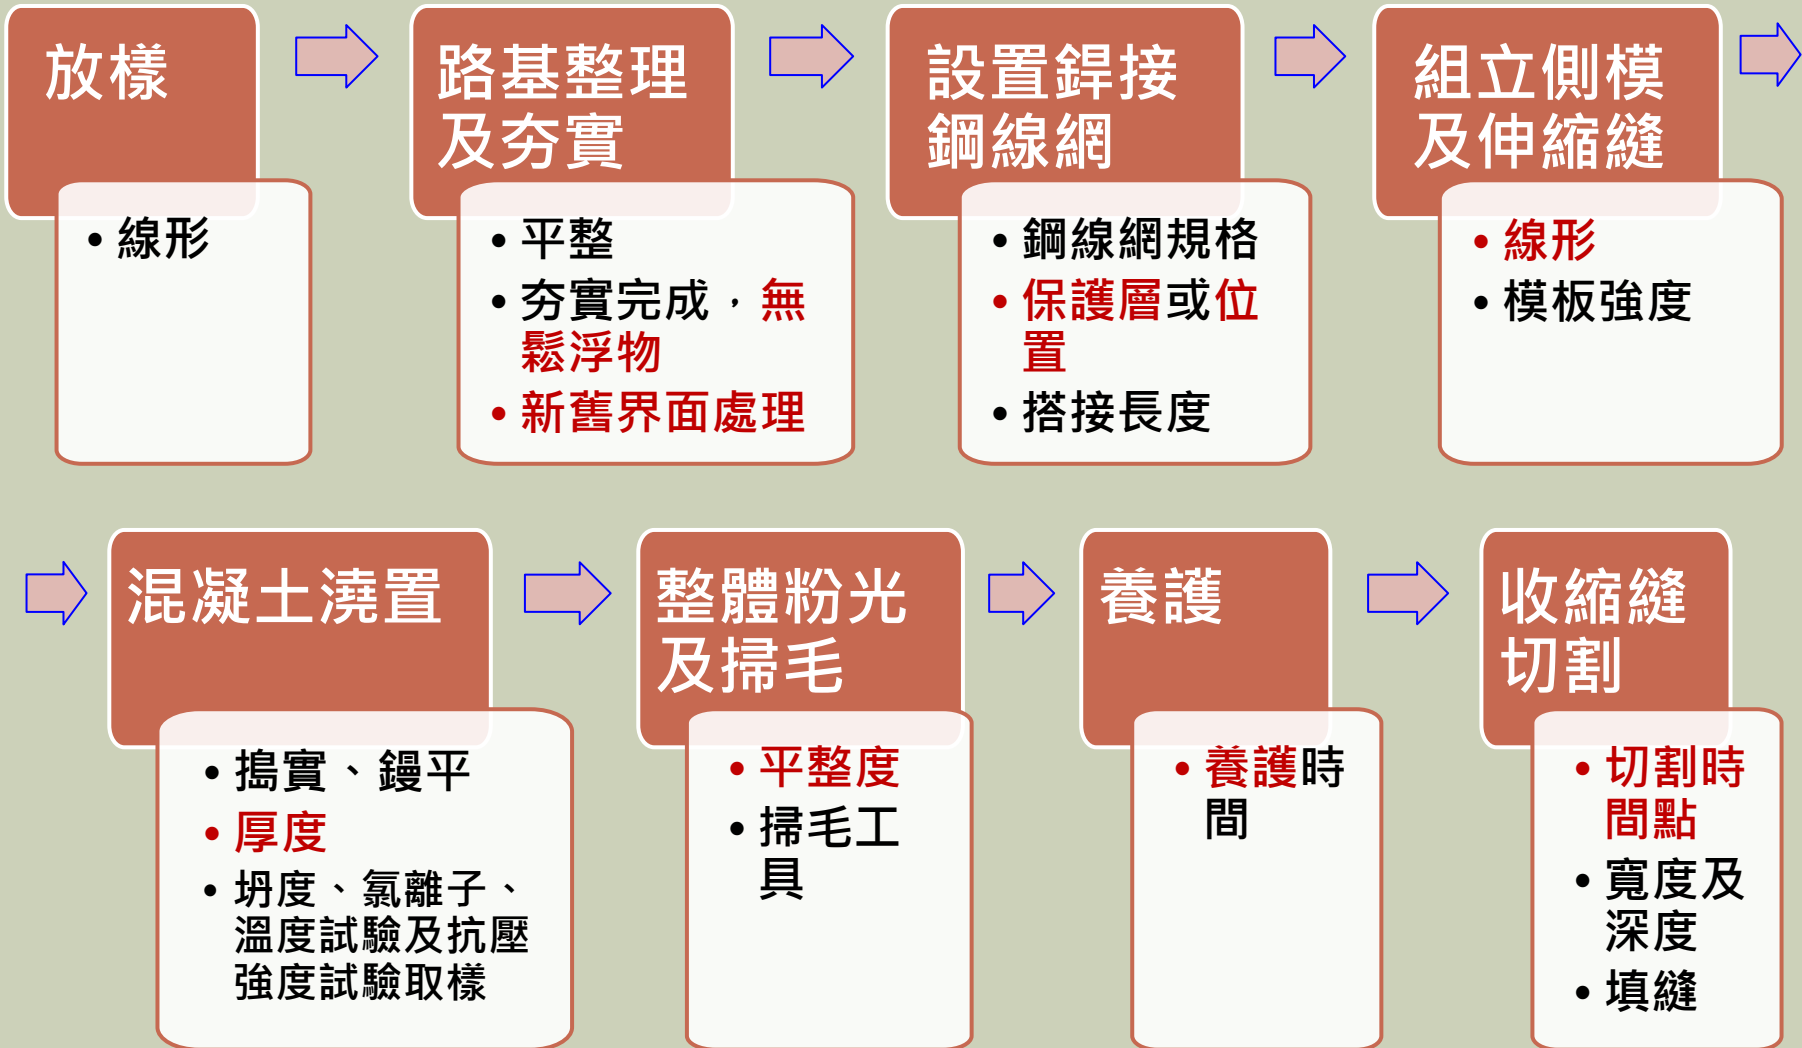 放樣
• 線形
路基整理
及夯實
• 平整
• 夯實完成，無
鬆浮物
• 新舊界面處理
設置銲接
鋼線網
• 鋼線網規格
• 保護層或位
置
• 搭接長度
組立側模
及伸縮縫
• 線形
• 模板強度
混凝土澆置
• 搗實、鏝平
• 厚度
• 坍度、氯離子、
溫度試驗及抗壓
強度試驗取樣
整體粉光
及掃毛
• 平整度
• 掃毛工
具
養護
• 養護時
間
收縮縫
切割
• 切割時
間點
• 寬度及
深度
• 填縫